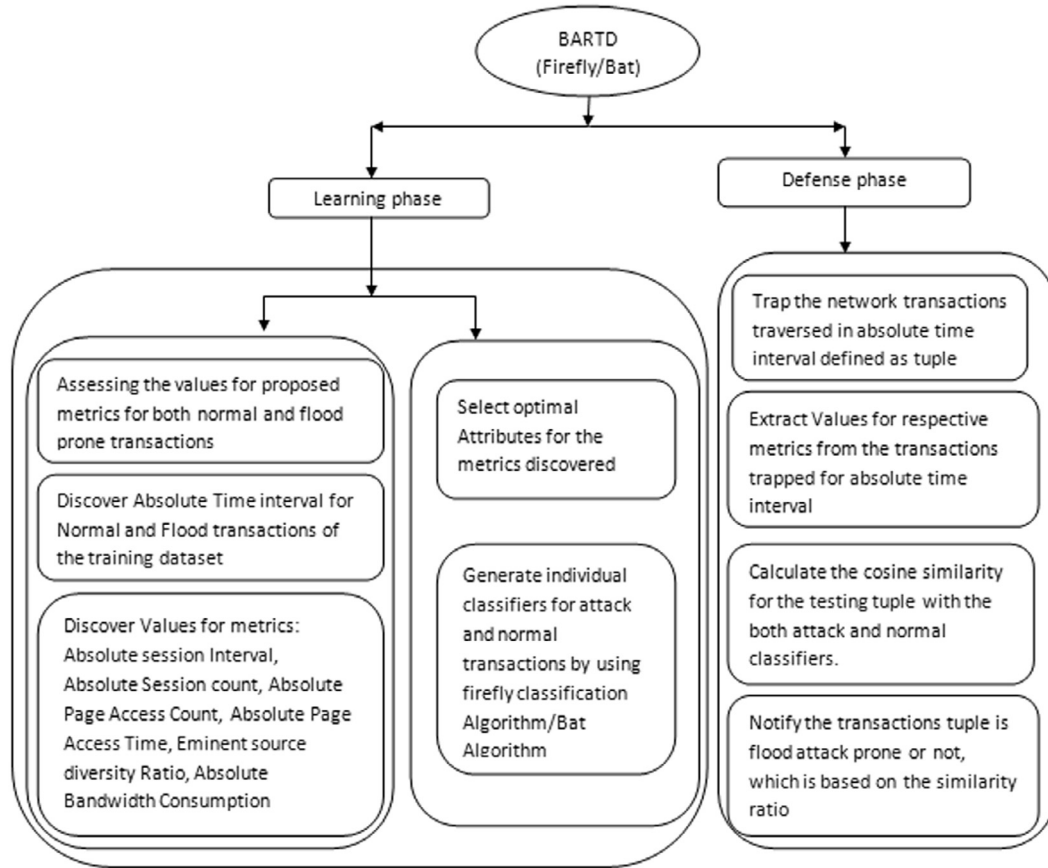 BARTD
(Firefly/Bat)
Learning phase
Defense phase
Assessing the values for proposed
metrics for both normal and flood
prone transactions
Discover Absolute Time interval for
Normal and Flood transactions of
the training dataset
Discover Values for metrics:
Absolute session Interval,
Absolute Session count, Absolute
Page Access Count, Absolute Page
Access Time, Eminent source
diversity Ratio, Absolute
Bandwidth Consumption
Select optimal
Attributes for the
metrics discovered
Generate individual
classifiers for attack
and normal
transactions by using
firefly classification
Algorithm/Bat
Algorithm
Trap the network transactions
traversed in absolute time
interval defined as tuple
Extract Values for respective
metrics from the transactions
trapped for absolute time
interval
Calculate the cosine similarity
for the testing tuple with the
both attack and normal
classifiers.
Notify the transactions tuple is
flood attack prone or not,
which is based on the similarity
ratio